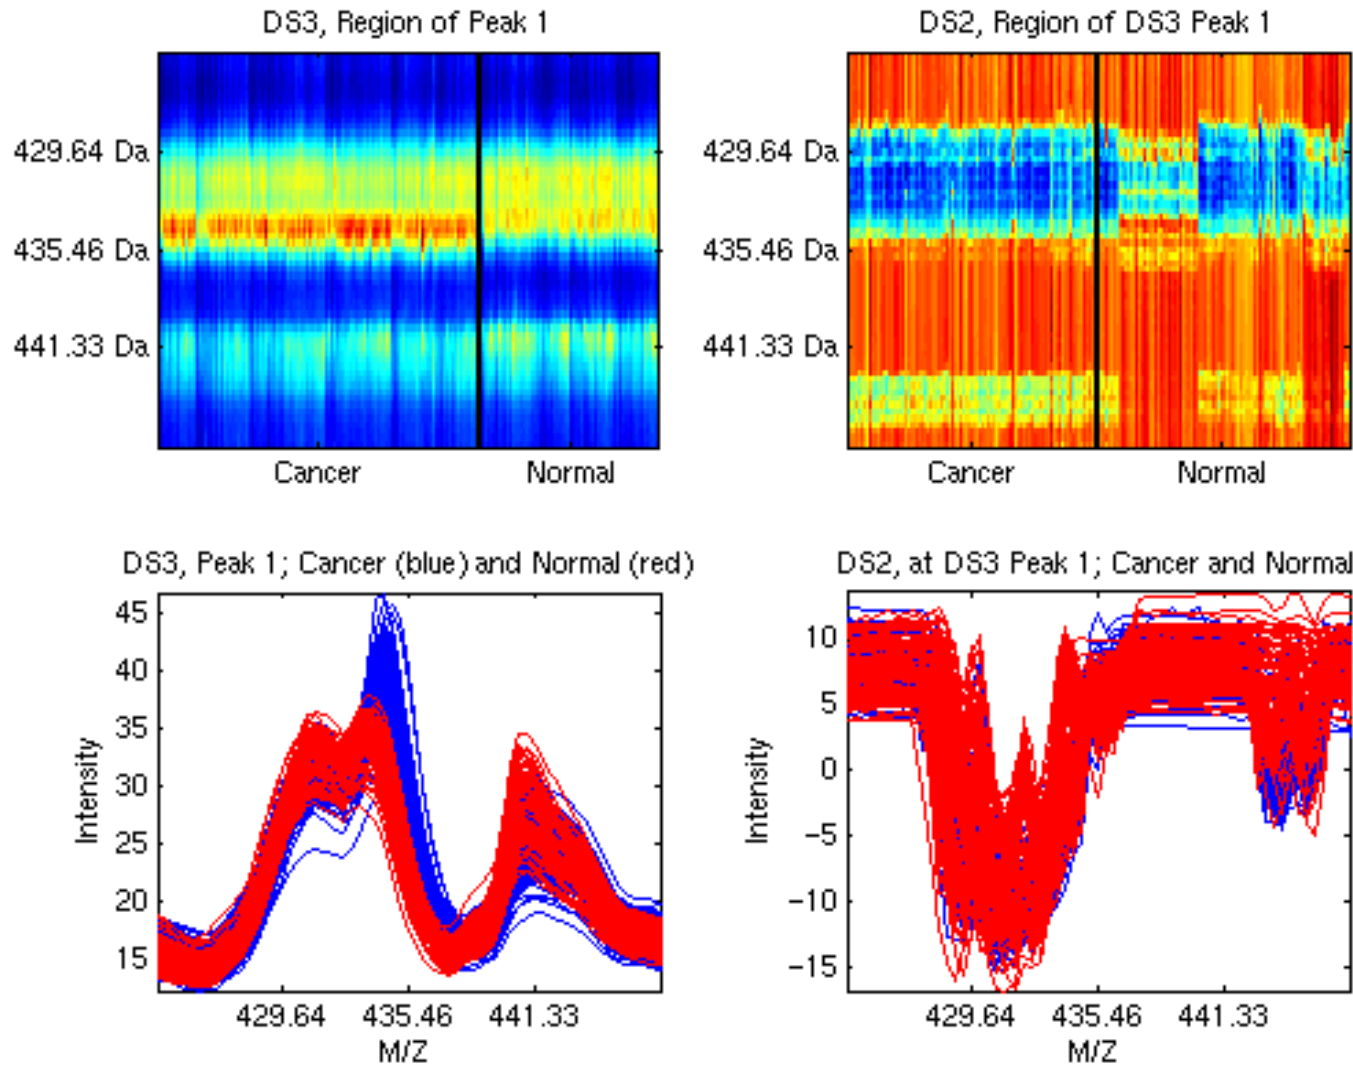 DS3, Region of Peak 1
DS2, Region of DS3 Peak 1
429.64 Da
435.46 Da
441.33 Da
Cancer
Normal
429.64 Da
435.46 Da
441.33 Da
Cancer
Normal
DS3, Peak 1; Cancer (blue) and Normal (red)
DS2, at DS3 Peak 1; Cancer and Normal
45
40
35
30
25
20
15
Intensity
429.64
435.46
441.33
M/Z
10
5
0
−5
−10
−15
Intensity
429.64
435.46
441.33
M/Z